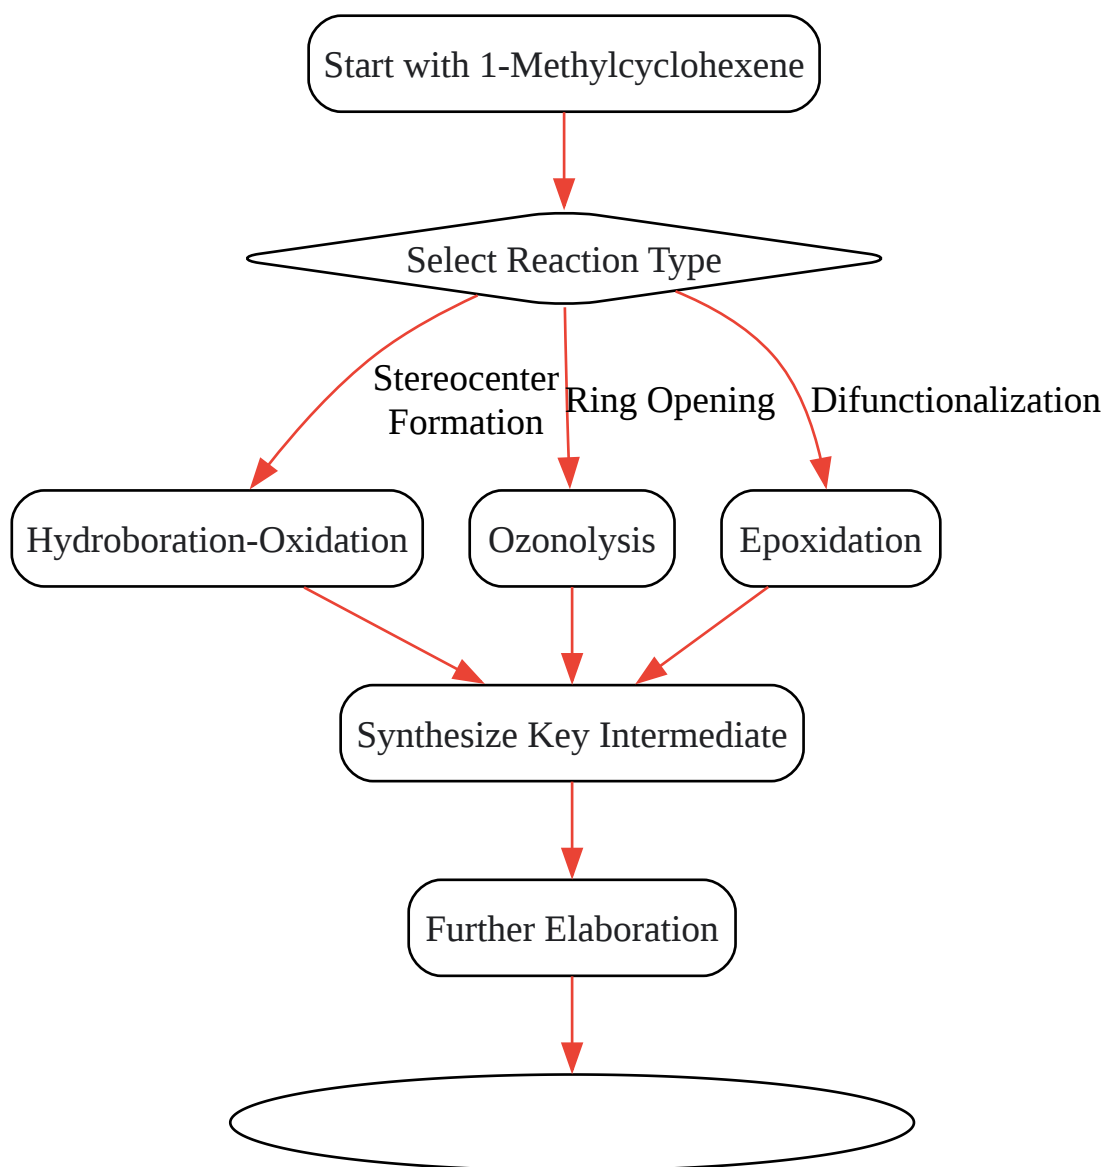 Start with 1-Methylcyclohexene
Select Reaction Type
Stereocenter
Formation
Ring Opening
Difunctionalization
Hydroboration-Oxidation
Ozonolysis
Epoxidation
Synthesize Key Intermediate
Further Elaboration